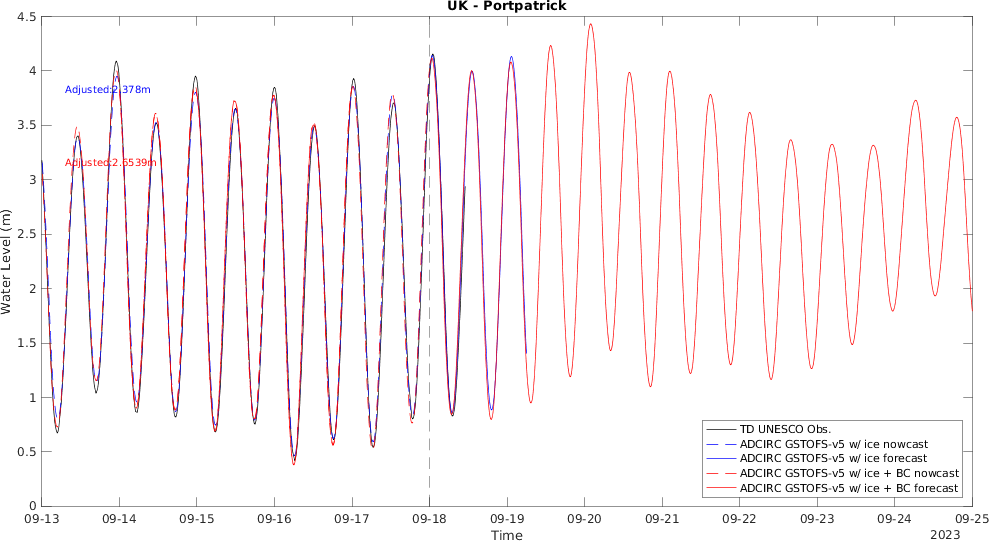 UK - Portpatrick
4.5
4
3.5
3
2.5
2
1.5
1
0.5
0
Water Level (m)
Adjusted:2.378m
Adjusted:2.6539m
TD UNESCO Obs.
ADCIRC GSTOFS-v5 w/ ice nowcast
ADCIRC GSTOFS-v5 w/ ice forecast
ADCIRC GSTOFS-v5 w/ ice + BC nowcast
ADCIRC GSTOFS-v5 w/ ice + BC forecast
09-13 09-14 09-15 09-16 09-17 09-18 09-19 09-20 09-21 09-22 09-23 09-24 09-25
Time
2023